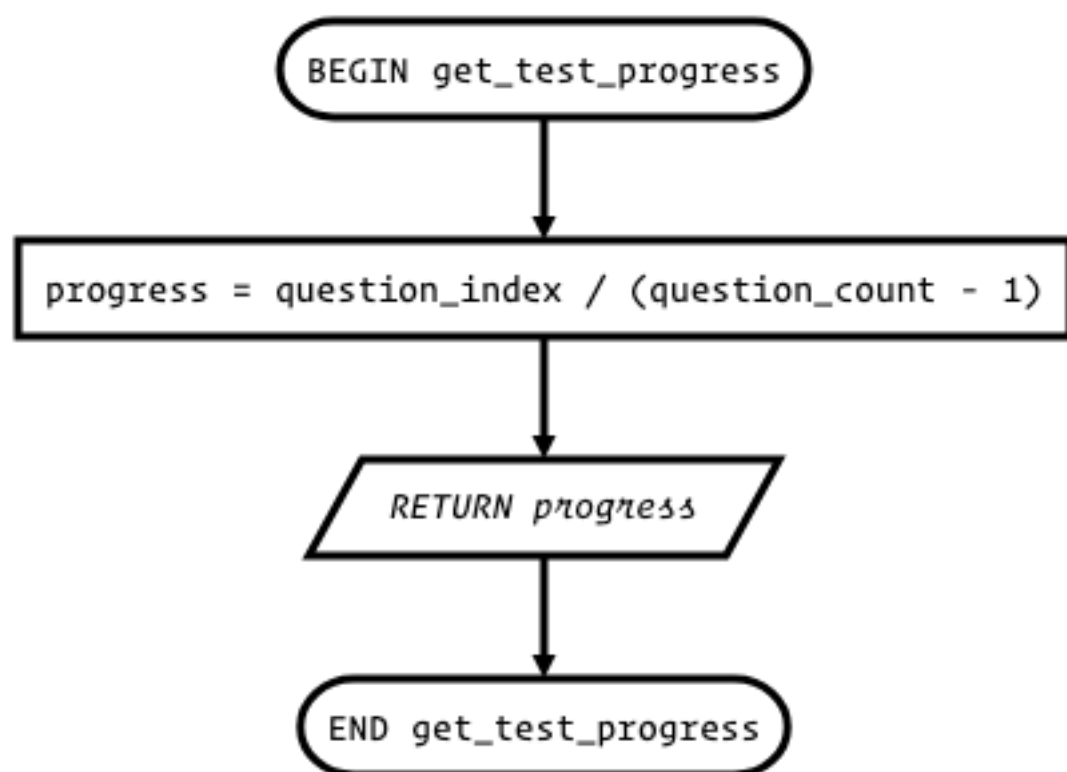 BEGIN get_test_progress
progress = question_index / (question_count - 1)
RETURN progress
END get_test_progress